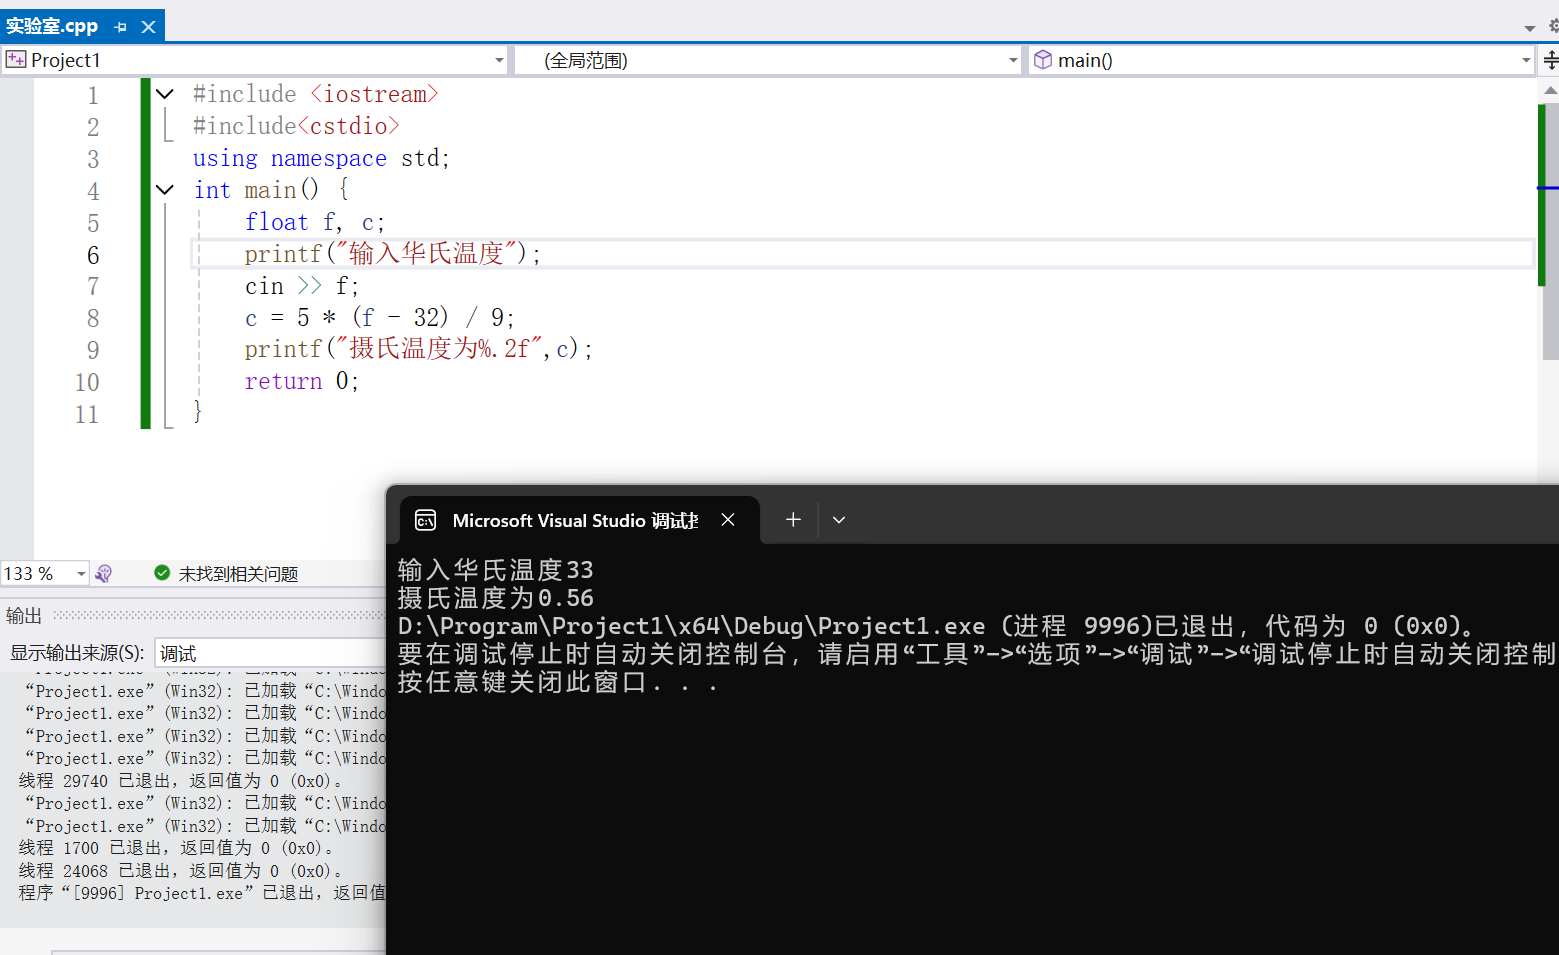 实验室.cpp
Project1
(全局范围)
main()
1 #include <iostream>
2 #include<cstdio>
3 using namespace std;
4 int main() {
5 float f, c;
6 printf("输入华氏温度");
7 cin >> f;
8 c = 5 * (f - 32) / 9;
9 printf("摄氏温度为%.2f",c);
10 return 0;
11 }
133 %
未找到相关问题
输出
显示输出来源(S): 调试
“Project1.exe”(Win32): 已加载“C:\Windo
“Project1.exe”(Win32): 已加载“C:\Windo
“Project1.exe”(Win32): 已加载“C:\Windo
“Project1.exe”(Win32): 已加载“C:\Windo
线程 29740 已退出，返回值为 0 (0x0)。
“Project1.exe”(Win32): 已加载“C:\Windo
“Project1.exe”(Win32): 已加载“C:\Windo
线程 1700 已退出，返回值为 0 (0x0)。
线程 24068 已退出，返回值为 0 (0x0)。
程序“[9996] Project1.exe”已退出，返回值
Microsoft Visual Studio 调试
输入华氏温度33
摄氏温度为0.56
D:\Program\Project1\x64\Debug\Project1.exe (进程 9996)已退出，代码为 0 (0x0)。
要在调试停止时自动关闭控制台，请启用“工具”->“选项”->“调试”->“调试停止时自动关闭控制
按任意键关闭此窗口. . .